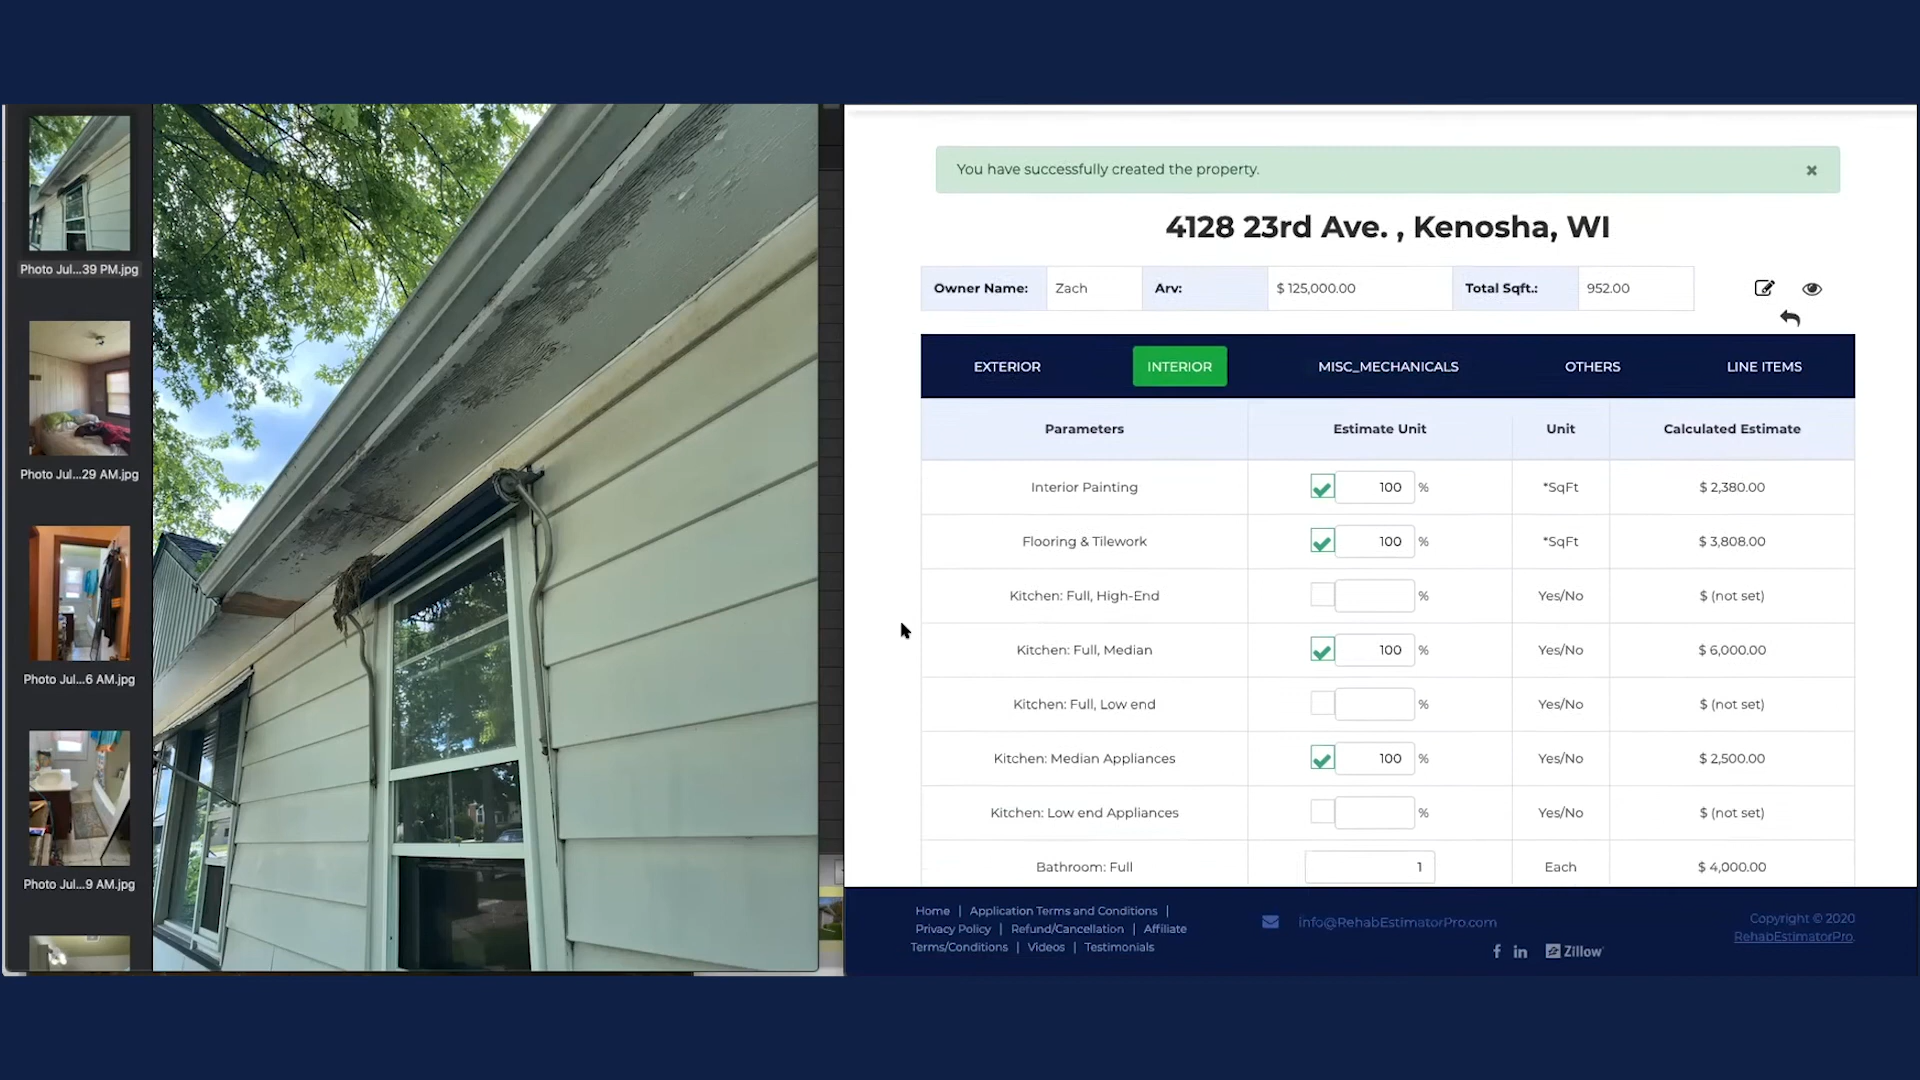 Photo Jul...39 PM.jpg
Photo Jul...29 AM.jpg
Photo Jul...6 AM.jpg
Photo Jul...9 AM.jpg
You have successfully created the property.
4128 23rd Ave. , Kenosha, WI
Owner Name: Zach Arv: $ 125,000.00 Total Sqft.: 952.00
EXTERIOR INTERIOR MISC_MECHANICALS OTHERS LINE ITEMS
Parameters Estimate Unit Unit Calculated Estimate
Interior Painting 100 % *SqFt $ 2,380.00
Flooring & Tilework 100 % *SqFt $ 3,808.00
Kitchen: Full, High-End % Yes/No $ (not set)
Kitchen: Full, Median 100 % Yes/No $ 6,000.00
Kitchen: Full, Low end % Yes/No $ (not set)
Kitchen: Median Appliances 100 % Yes/No $ 2,500.00
Kitchen: Low end Appliances % Yes/No $ (not set)
Bathroom: Full 1 Each $ 4,000.00
Home | Application Terms and Conditions |
Privacy Policy | Refund/Cancellation | Affiliate
Terms/Conditions | Videos | Testimonials
info@RehabEstimatorPro.com
Zillow
Copyright © 2020
RehabEstimatorPro.